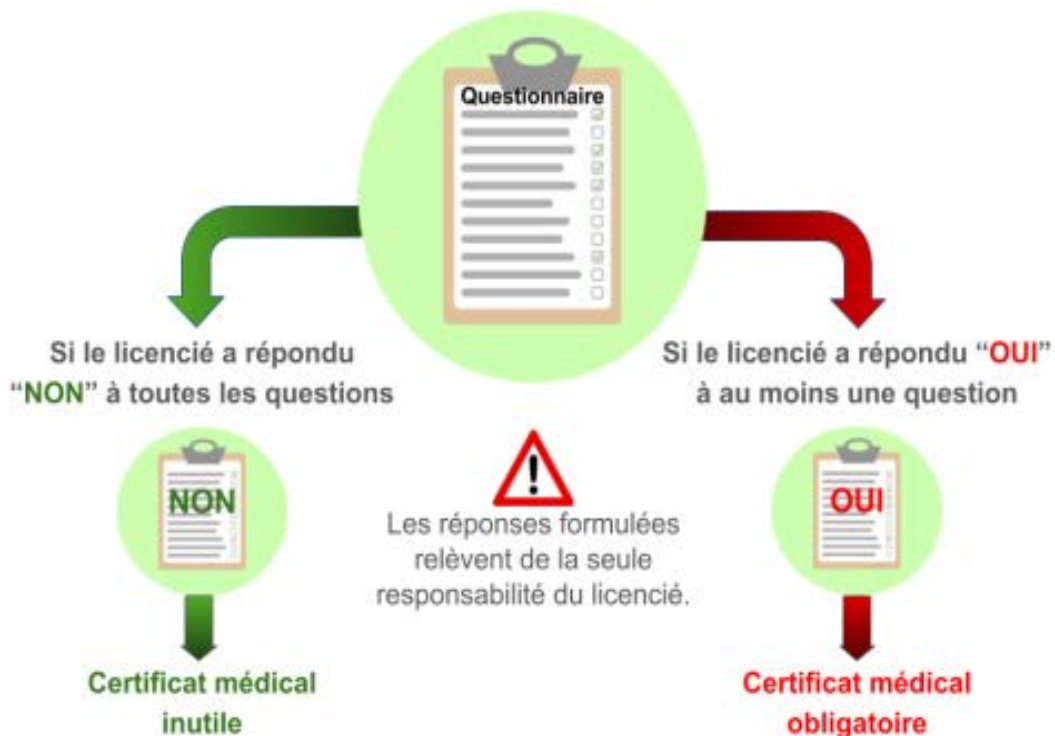 Questionnaire
Si le licencié a répondu
“NON” à toutes les questions
Si le licencié a répondu “OUI”
à au moins une question
NON
OUI
Les réponses formulées
relèvent de la seule
responsabilité du licencié.
Certificat médical
inutile
Certificat médical
obligatoire